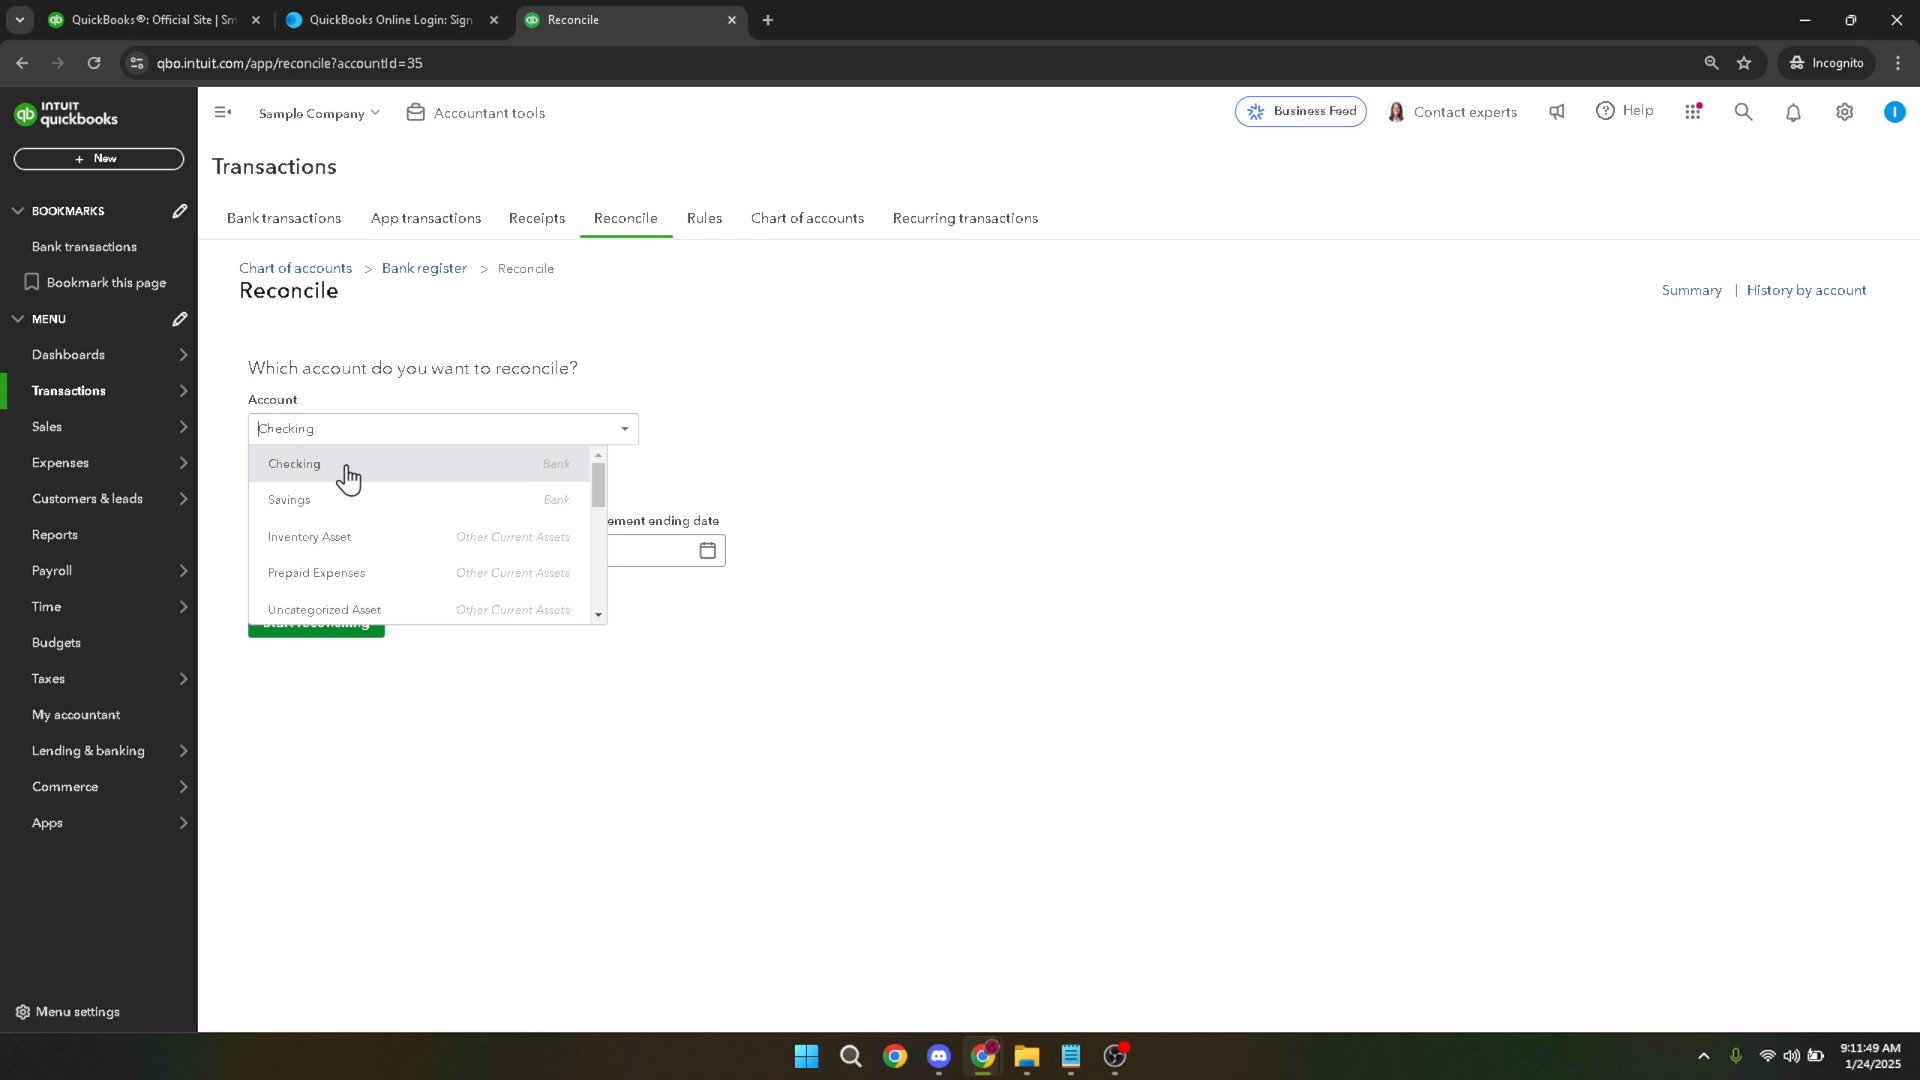 QuickBooks®: Official Site | Sm
QuickBooks Online Login: Sign
Reconcile
qbo.intuit.com/app/reconcile?accountId=35
Incognito
INTUIT
quickbooks
Sample Company
Accountant tools
Business Feed
Contact experts
Help
+ New
Transactions
BOOKMARKS
Bank transactions
Bookmark this page
MENU
Dashboards
Transactions
Sales
Expenses
Customers & leads
Reports
Payroll
Time
Budgets
Taxes
My accountant
Lending & banking
Commerce
Apps
Menu settings
Bank transactions
App transactions
Receipts
Reconcile
Rules
Chart of accounts
Recurring transactions
Chart of accounts > Bank register > Reconcile
Reconcile
Summary | History by account
Which account do you want to reconcile?
Account
Checking
Checking Bank
Savings Bank
ement ending date
Inventory Asset Other Current Assets
Prepaid Expenses Other Current Assets
Uncategorized Asset Other Current Assets
Start reconciling
9:11:49 AM
1/24/2025